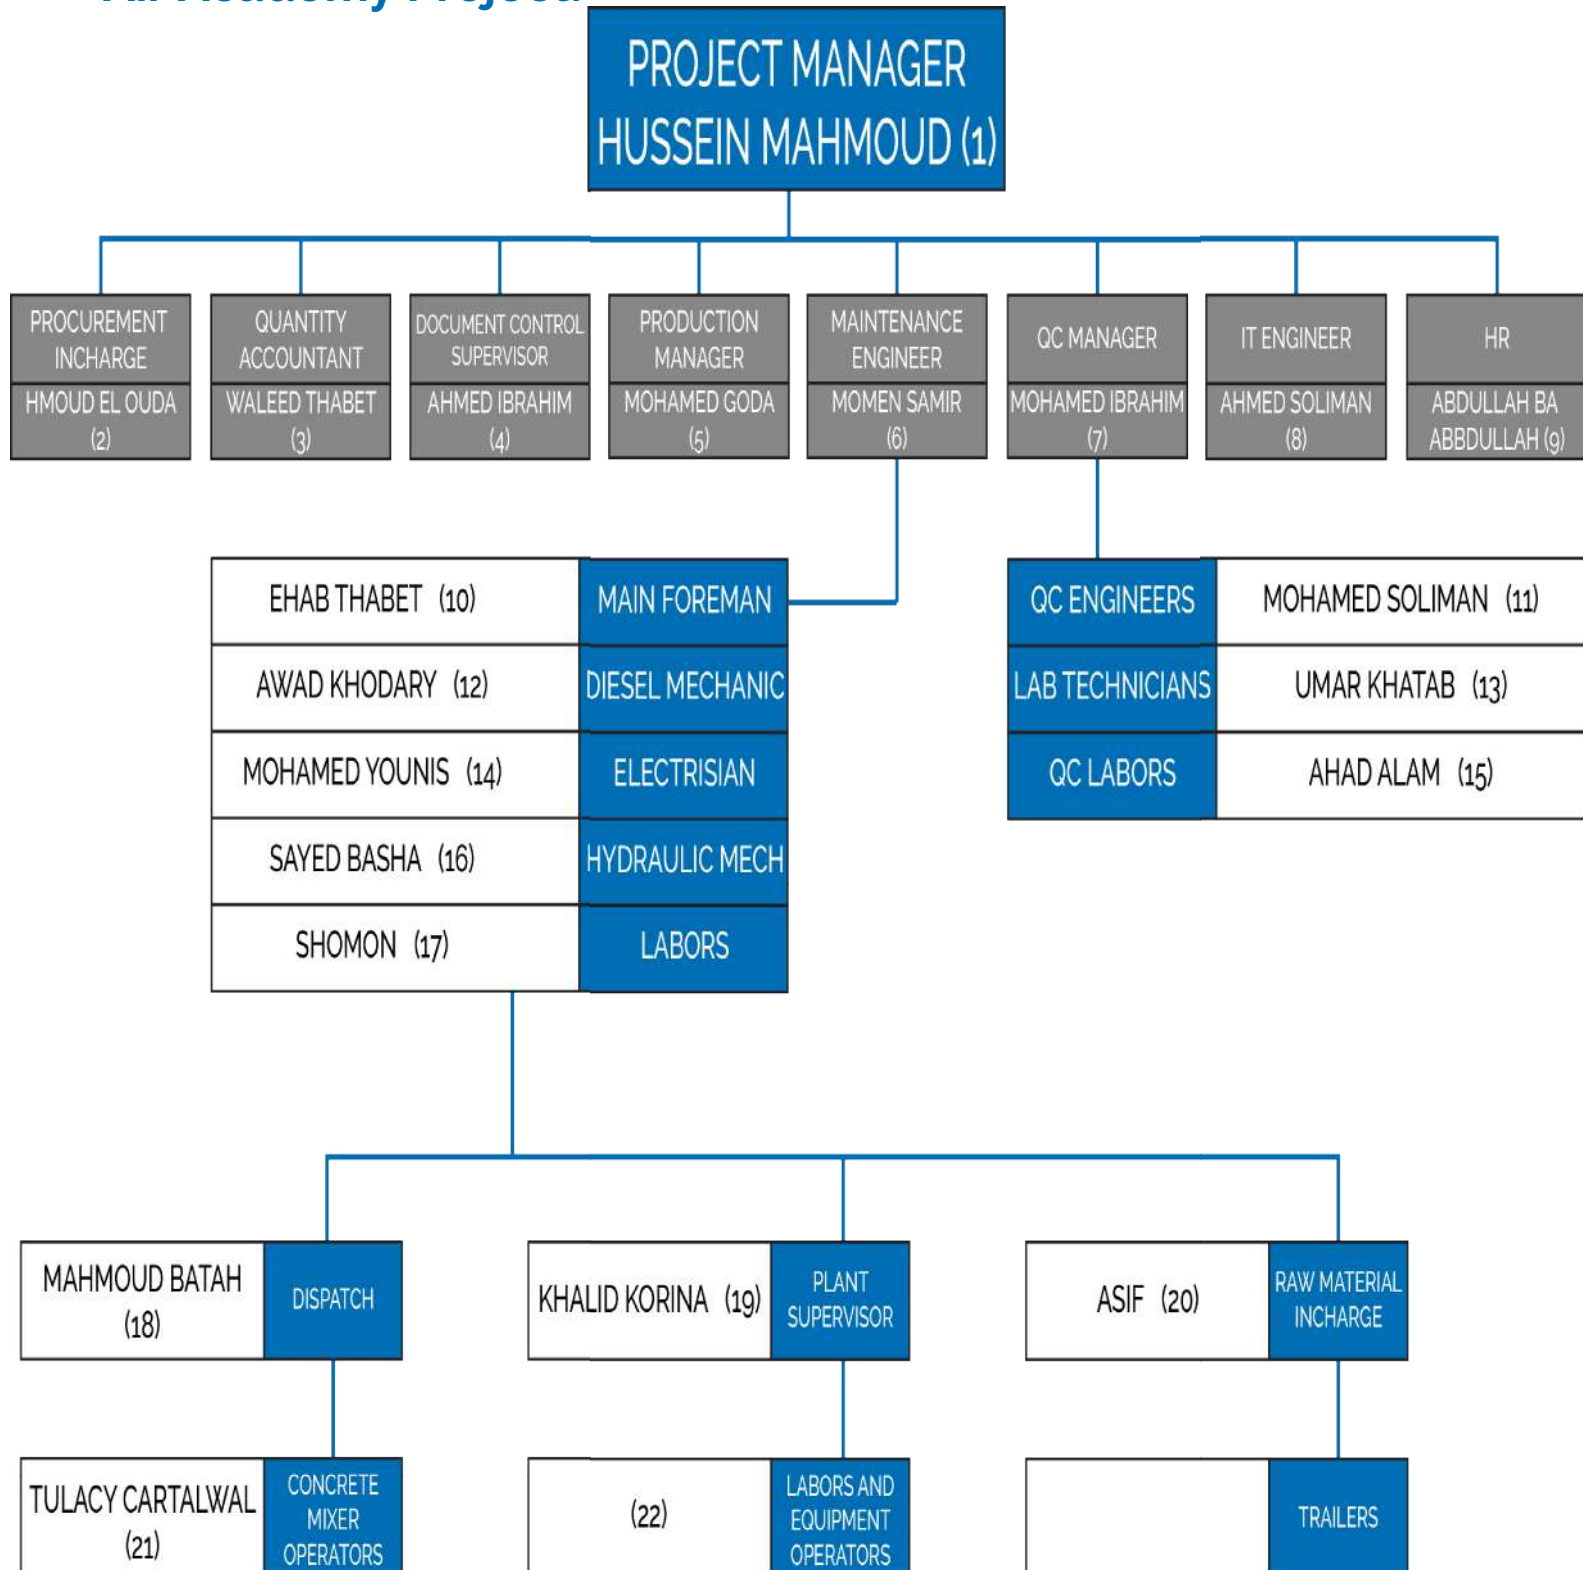 Academy Project
PROJECT MANAGER
HUSSEIN MAHMOUD (1)
PROCUREMENT
INCHARGE
HMOUD EL OUDA
(2)
QUANTITY
ACCOUNTANT
WALEED THABET
(3)
DOCUMENT CONTROL
SUPERVISOR
AHMED IBRAHIM
(4)
PRODUCTION
MANAGER
MOHAMED GODA
(5)
MAINTENANCE
ENGINEER
MOMEN SAMIR
(6)
QC MANAGER
MOHAMED IBRAHIM
(7)
IT ENGINEER
AHMED SOLIMAN
(8)
HR
ABDULLAH BA
ABBDULLAH (9)
EHAB THABET (10) MAIN FOREMAN
AWAD KHODARY (12) DIESEL MECHANIC
MOHAMED YOUNIS (14) ELECTRISIAN
SAYED BASHA (16) HYDRAULIC MECH
SHOMON (17) LABORS
QC ENGINEERS MOHAMED SOLIMAN (11)
LAB TECHNICIANS UMAR KHATAB (13)
QC LABORS AHAD ALAM (15)
MAHMOUD BATAH
(18)
DISPATCH
KHALID KORINA (19)
PLANT
SUPERVISOR
ASIF (20)
RAW MATERIAL
INCHARGE
TULACY CARTALWAL
(21)
CONCRETE
MIXER
OPERATORS
(22)
LABORS AND
EQUIPMENT
OPERATORS
TRAILERS